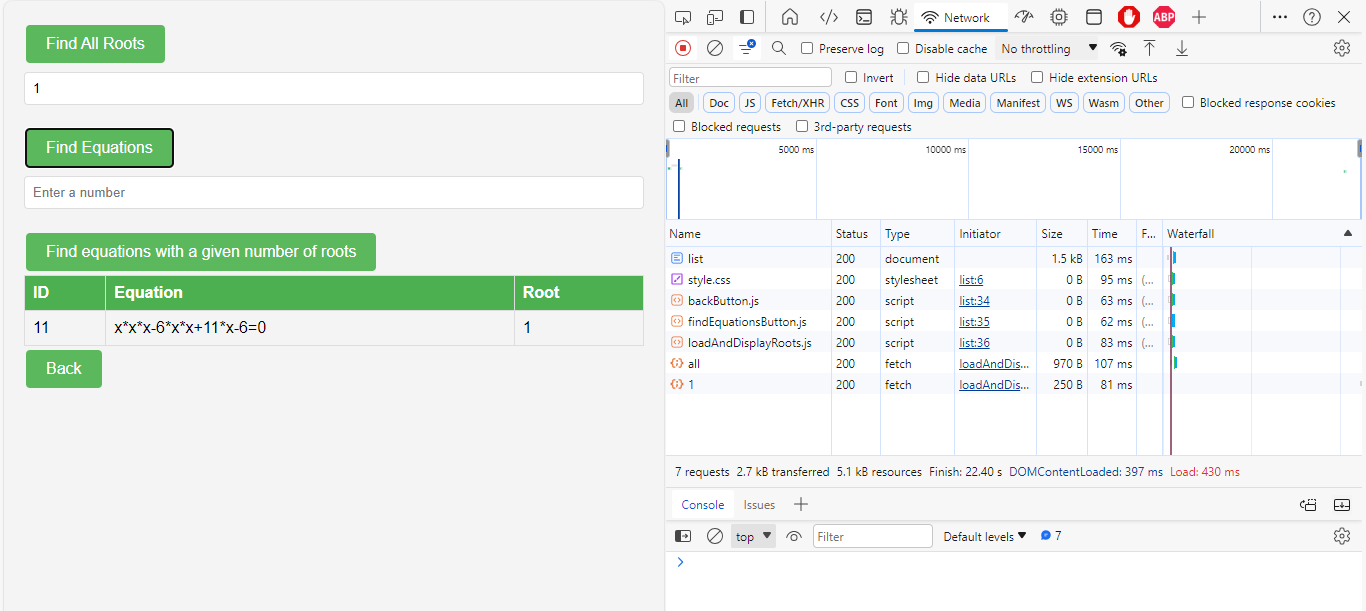 Find All Roots
1
Find Equations
Enter a number
Find equations with a given number of roots
ID Equation Root
11 x*x*x-6*x*x+11*x-6=0 1
Back
Network
ABP
Preserve log Disable cache No throttling
Filter Invert Hide data URLs Hide extension URLs
All Doc JS Fetch/XHR CSS Font Img Media Manifest WS Wasm Other Blocked response cookies
Blocked requests 3rd-party requests
5000 ms 10000 ms 15000 ms 20000 ms
Name Status Type Initiator Size Time F... Waterfall
list 200 document 1.5 kB 163 ms
style.css 200 stylesheet list:6 0 B 95 ms (...
backButton.js 200 script list:34 0 B 63 ms (...
findEquationsButton.js 200 script list:35 0 B 62 ms (...
loadAndDisplayRoots.js 200 script list:36 0 B 83 ms (...
all 200 fetch loadAndDis... 970 B 107 ms
1 200 fetch loadAndDis... 250 B 81 ms
7 requests 2.7 kB transferred 5.1 kB resources Finish: 22.40 s DOMContentLoaded: 397 ms Load: 430 ms
Console Issues
top Filter Default levels 7